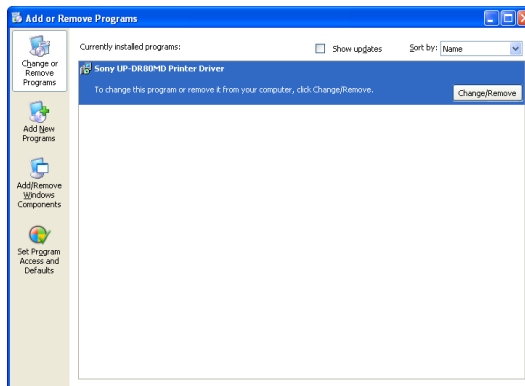 Add or Remove Programs
Change or
Remove
Programs
Currently installed programs:
Show updates
Sort by:
Name
Sony UP-DR80MD Printer Driver
To change this program or remove it from your computer, click Change/Remove.
Change/Remove
Add New
Programs
Add/Remove
Windows
Components
Set Program
Access and
Defaults